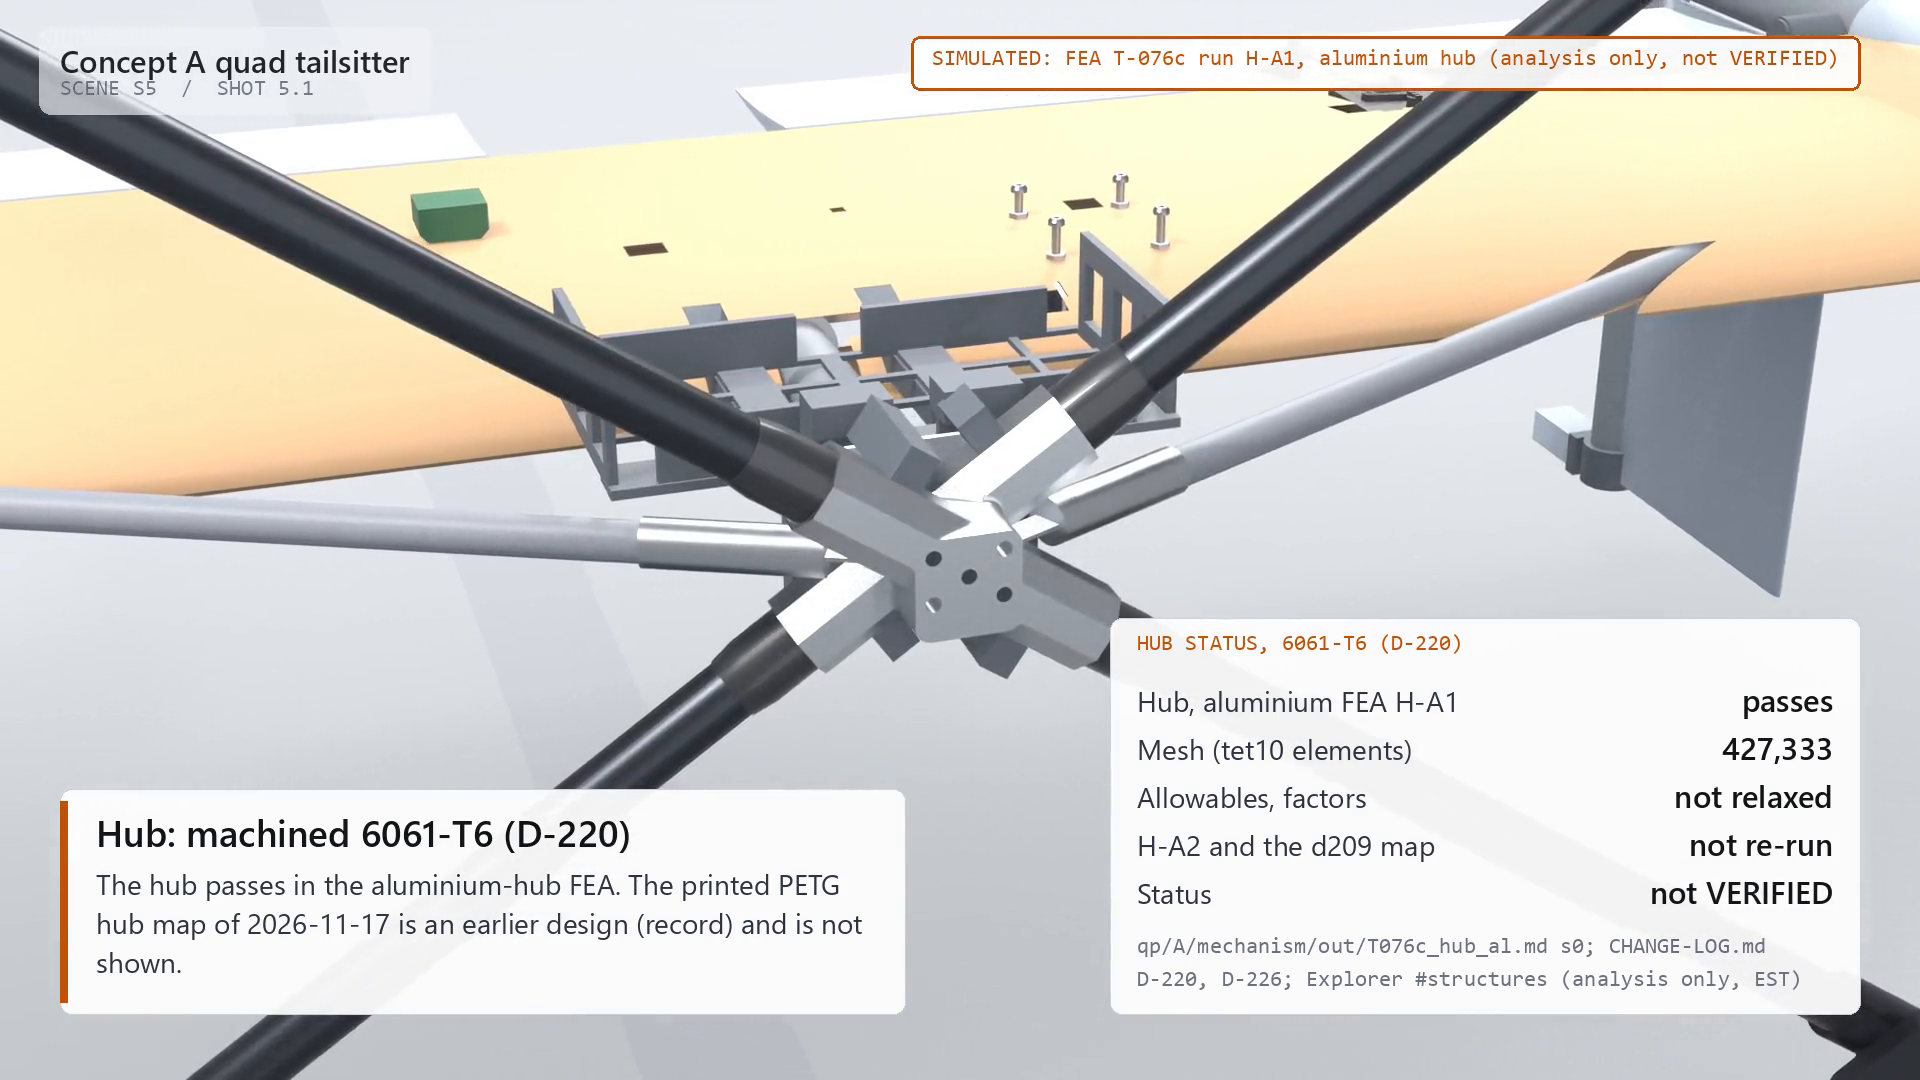 Concept A quad tailsitter
SCENE S5 / SHOT 5.1
SIMULATED: FEA T-076c run H-A1, aluminium hub (analysis only, not VERIFIED)
HUB STATUS, 6061-T6 (D-220)
Hub, aluminium FEA H-A1 passes
Mesh (tet10 elements) 427,333
Allowables, factors not relaxed
H-A2 and the d209 map not re-run
Status not VERIFIED
qp/A/mechanism/out/T076c_hub_al.md s0; CHANGE-LOG.md
D-220, D-226; Explorer #structures (analysis only, EST)
Hub: machined 6061-T6 (D-220)
The hub passes in the aluminium-hub FEA. The printed PETG
hub map of 2026-11-17 is an earlier design (record) and is not
shown.